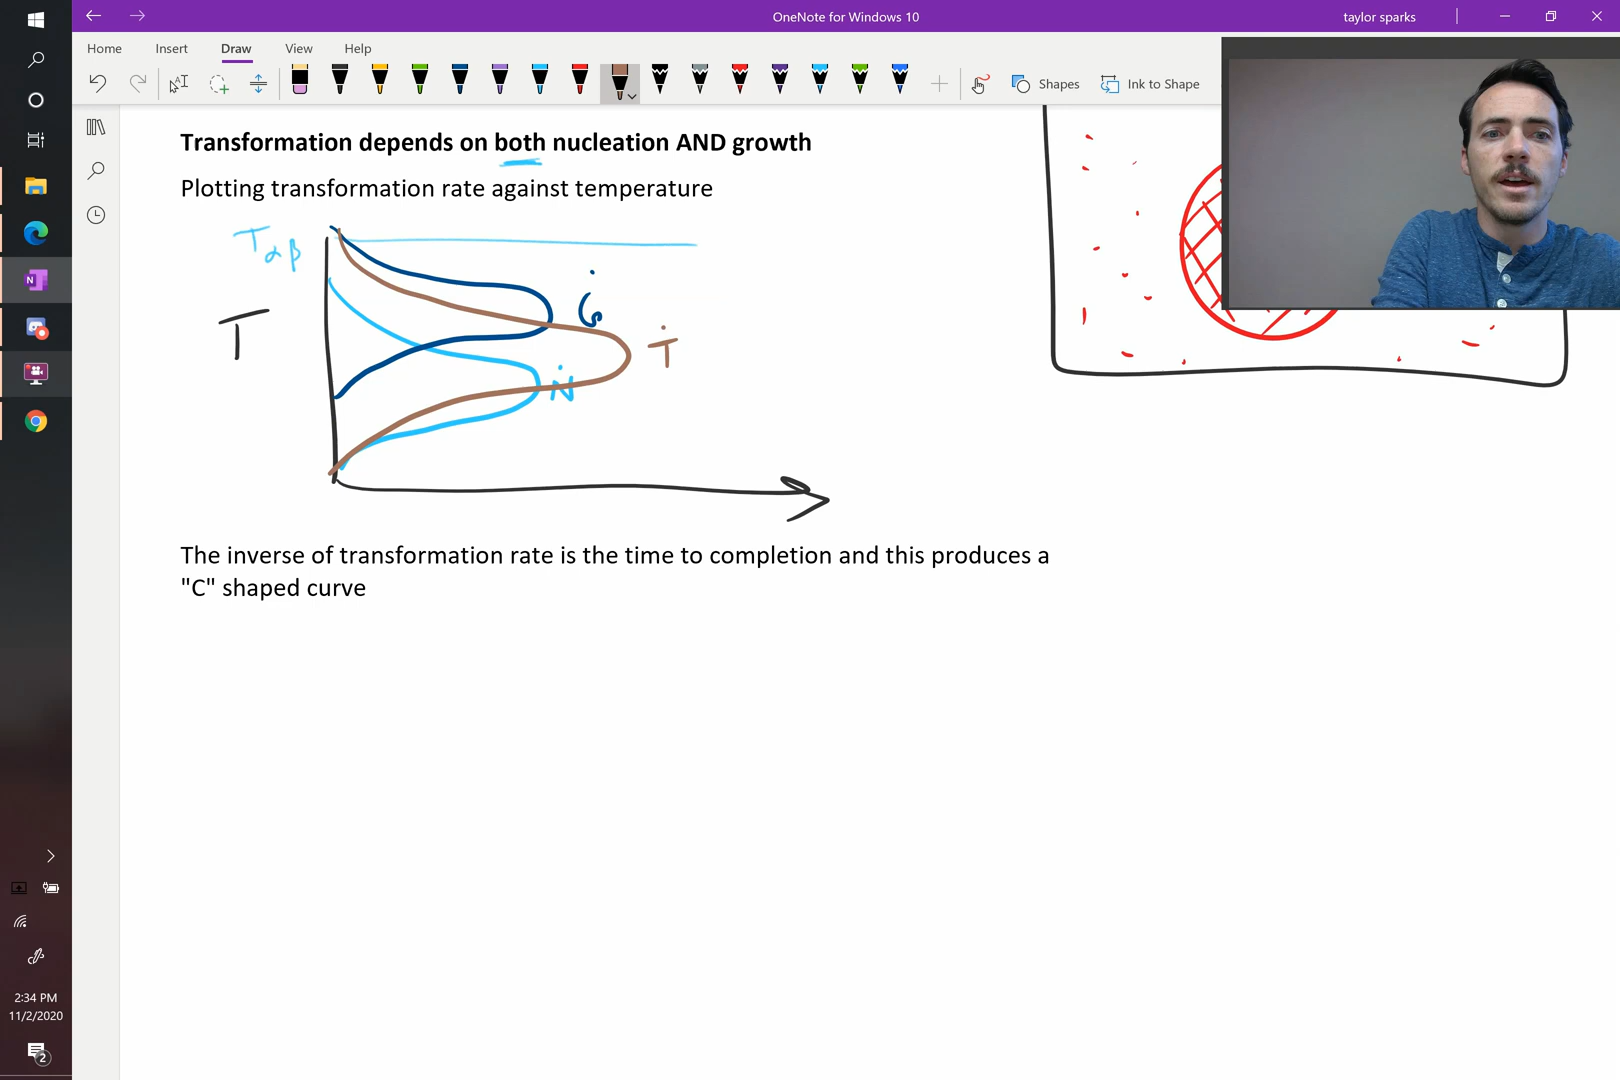 OneNote for Windows 10
taylor sparks
Home Insert Draw View Help
Shapes
Ink to Shape
Transformation depends on both nucleation AND growth
Plotting transformation rate against temperature
Tαβ
T
Ġ
Ṫ
Ṅ
The inverse of transformation rate is the time to completion and this produces a
"C" shaped curve
2:34 PM
11/2/2020
2